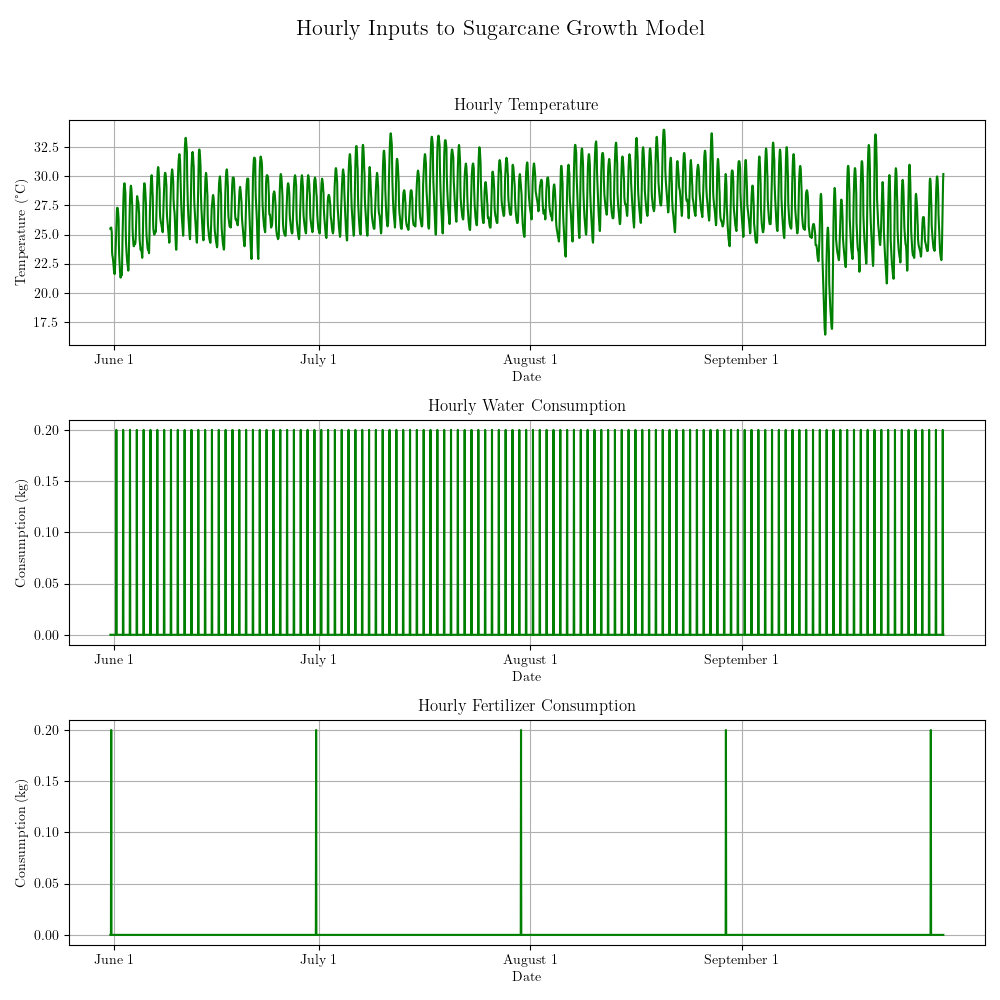 Hourly Inputs to Sugarcane Growth Model
Hourly Temperature
Temperature (°C)
32.5
30.0
27.5
25.0
22.5
20.0
17.5
June 1 July 1 August 1 September 1
Date
Hourly Water Consumption
Consumption (kg)
0.20
0.15
0.10
0.05
0.00
June 1 July 1 August 1 September 1
Date
Hourly Fertilizer Consumption
Consumption (kg)
0.20
0.15
0.10
0.05
0.00
June 1 July 1 August 1 September 1
Date